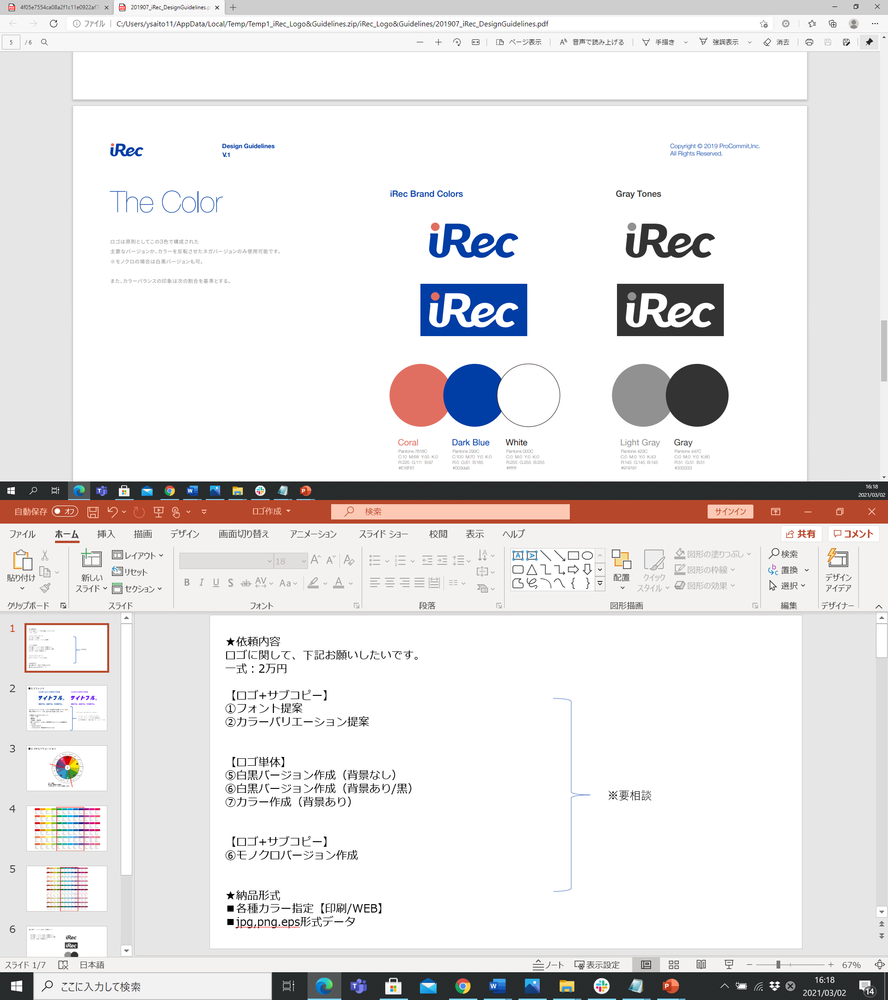 4f05e7554ca08a2f1c11e0922af7
201907_iRec_DesignGuidelines.p
ファイル
C:/Users/ysaito11/AppData/Local/Temp/Temp1_iRec_Logo&Guidelines.zip/iRec_Logo&Guidelines/201907_iRec_DesignGuidelines.pdf
5 / 6
ページ表示
音声で読み上げる
手描き
強調表示
消去
iRec
Design Guidelines
V.1
Copyright © 2019 ProCommit,Inc.
All Rights Reserved.
The Color
ロゴは原則としてこの3色で構成された
主要なバージョンか、カラーを反転させたネガバージョンのみ使用可能です。
※モノクロの場合は白黒バージョンも可。
また、カラーバランスの印象は次の割合を基準とする。
iRec Brand Colors
Gray Tones
iRec
iRec
iRec
iRec
Coral
Pantone 7618C
C:10 M:68 Y:55 K:0
R:225 G:111 B:97
#E16F61
Dark Blue
Pantone 293C
C:100 M:70 Y:0 K:0
R:0 G:61 B:165
#003da5
White
Pantone 000C
C:0 M:0 Y:0 K:0
R:255 G:255 B:255
#ffffff
Light Gray
Pantone 423C
C:0 M:0 Y:0 K:43
R:145 G:145 B:145
#919191
Gray
Pantone 447C
C:0 M:0 Y:0 K:80
R:51 G:51 B:51
#333333
16:18
2021/03/02
自動保存 オフ
ロゴ作成
検索
サインイン
ファイル ホーム 挿入 描画 デザイン 画面切り替え アニメーション スライド ショー 校閲 表示 ヘルプ
共有
コメント
貼り付け
クリップボード
新しい
スライド
レイアウト
リセット
セクション
スライド
18
フォント
段落
配置
クイック
スタイル
図形の塗りつぶし
図形の枠線
図形の効果
図形描画
検索
置換
選択
編集
デザイン
アイデア
デザイナー
1
2
■ロゴフォント
サイトフル。 サイトフル。
3
4
5
6
iRec
iRec
★依頼内容
ロゴに関して、下記お願いしたいです。
一式：2万円
【ロゴ+サブコピー】
①フォント提案
②カラーバリエーション提案
【ロゴ単体】
⑤白黒バージョン作成（背景なし）
⑥白黒バージョン作成（背景あり/黒）
⑦カラー作成（背景あり）
【ロゴ+サブコピー】
⑥モノクロバージョン作成
※要相談
★納品形式
■各種カラー指定【印刷/WEB】
■jpg,png.eps形式データ
スライド 1/7
日本語
ノート
表示設定
67%
ここに入力して検索
16:18
2021/03/02
14